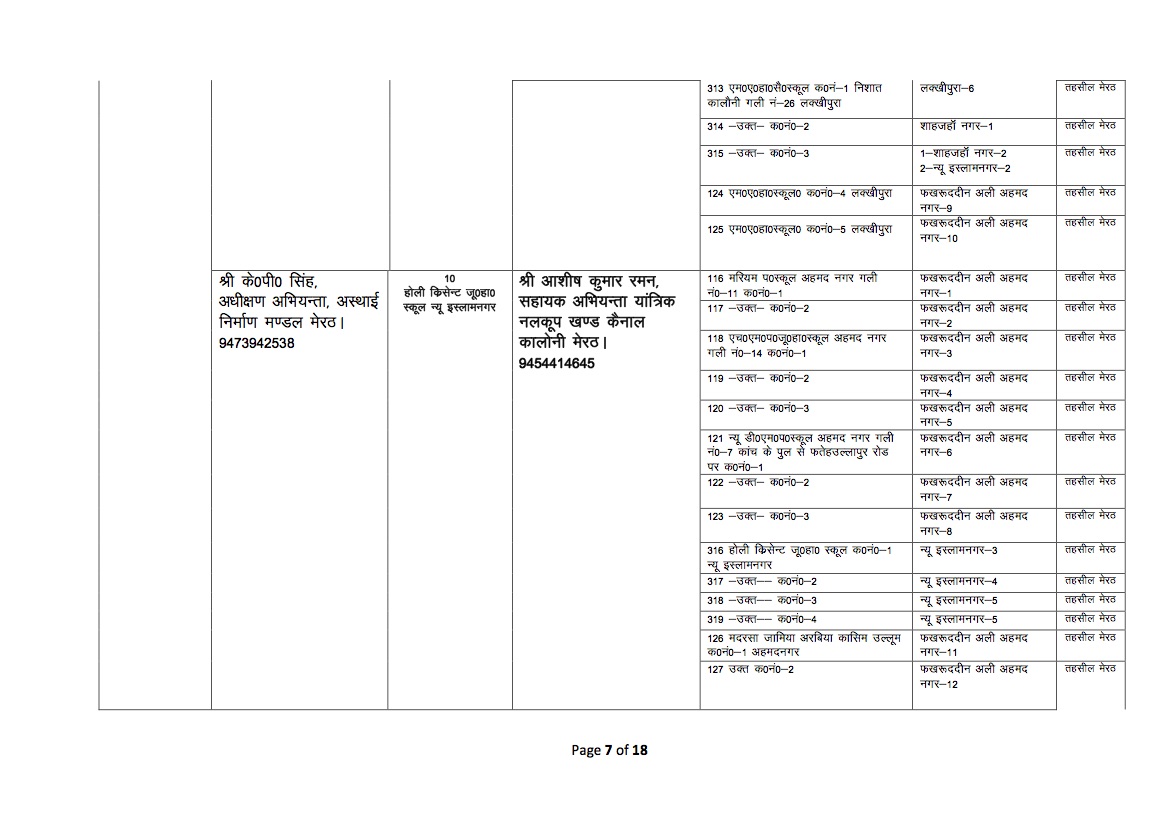 313 एम0ए0हा0सै0स्कूल क0नं–1 निशात
कालौनी गली नं–26 लक्खीपुरा
लक्खीपुरा–6
तहसील मेरठ
314 –उक्त– क0नं0–2
शाहजहॉ नगर–1
तहसील मेरठ
315 –उक्त– क0नं0–3
1–शाहजहॉ नगर–2
2–न्यू इस्लामनगर–2
तहसील मेरठ
124 एम0ए0हा0स्कूल0 क0नं0–4 लक्खीपुरा
फखरूददीन अली अहमद
नगर–9
तहसील मेरठ
125 एम0ए0हा0स्कूल0 क0नं0–5 लक्खीपुरा
फखरूददीन अली अहमद
नगर–10
तहसील मेरठ
श्री के0पी0 सिंह,
अधीक्षण अभियन्ता, अस्थाई
निर्माण मण्डल मेरठ।
9473942538
10
होली क्रिसेन्ट जू0हा0
स्कूल न्यू इस्लामनगर
श्री आशीष कुमार रमन,
सहायक अभियन्ता यांत्रिक
नलकूप खण्ड कैनाल
कालोनी मेरठ।
9454414645
116 मरियम प0स्कूल अहमद नगर गली
नं0–11 क0नं0–1
फखरूददीन अली अहमद
नगर–1
तहसील मेरठ
117 –उक्त– क0नं0–2
फखरूददीन अली अहमद
नगर–2
तहसील मेरठ
118 एच0एम0प0जू0हा0स्कूल अहमद नगर
गली नं0–14 क0नं0–1
फखरूददीन अली अहमद
नगर–3
तहसील मेरठ
119 –उक्त– क0नं0–2
फखरूददीन अली अहमद
नगर–4
तहसील मेरठ
120 –उक्त– क0नं0–3
फखरूददीन अली अहमद
नगर–5
तहसील मेरठ
121 न्यू डी0एम0प0स्कूल अहमद नगर गली
नं0–7 कांच के पुल से फतेहउल्लापुर रोड
पर क0नं0–1
फखरूददीन अली अहमद
नगर–6
तहसील मेरठ
122 –उक्त– क0नं0–2
फखरूददीन अली अहमद
नगर–7
तहसील मेरठ
123 –उक्त– क0नं0–3
फखरूददीन अली अहमद
नगर–8
तहसील मेरठ
316 होली क्रिसेन्ट जू0हा0 स्कूल क0नं0–1
न्यू इस्लामनगर
न्यू इस्लामनगर–3
तहसील मेरठ
317 –उक्त–– क0नं0–2
न्यू इस्लामनगर–4
तहसील मेरठ
318 –उक्त–– क0नं0–3
न्यू इस्लामनगर–5
तहसील मेरठ
319 –उक्त–– क0नं0–4
न्यू इस्लामनगर–5
तहसील मेरठ
126 मदरसा जामिया अरबिया कासिम उल्लूम
क0नं0–1 अहमदनगर
फखरूददीन अली अहमद
नगर–11
तहसील मेरठ
127 उक्त क0नं0–2
फखरूददीन अली अहमद
नगर–12
तहसील मेरठ
Page 7 of 18